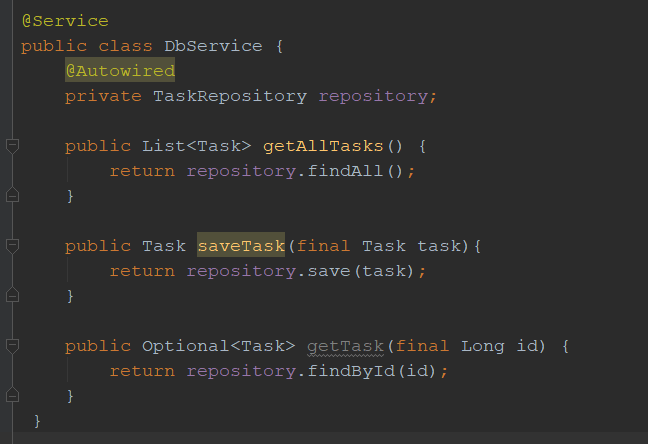 @Service
public class DbService {
@Autowired
private TaskRepository repository;
public List<Task> getAllTasks() {
return repository.findAll();
}
public Task saveTask(final Task task){
return repository.save(task);
}
public Optional<Task> getTask(final Long id) {
return repository.findById(id);
}
}